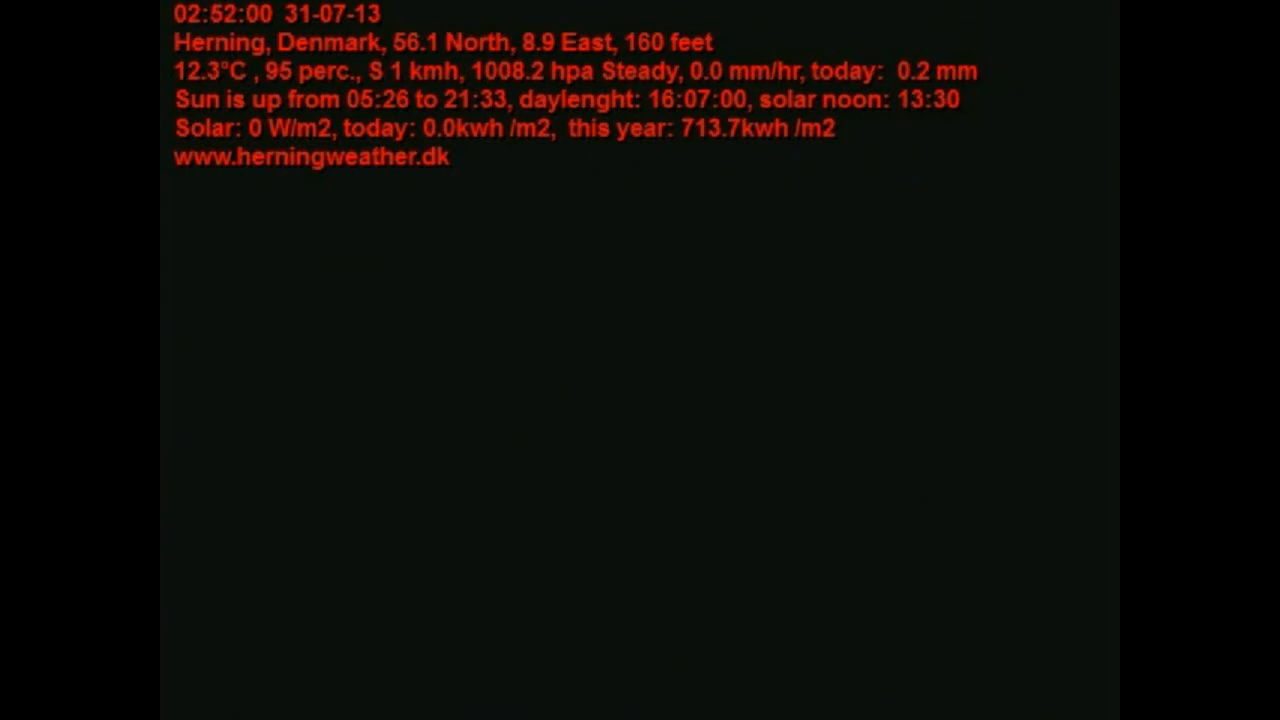 02:52:00 31-07-13
Herning, Denmark, 56.1 North, 8.9 East, 160 feet
12.3°C , 95 perc., S 1 kmh, 1008.2 hpa Steady, 0.0 mm/hr, today: 0.2 mm
Sun is up from 05:26 to 21:33, daylenght: 16:07:00, solar noon: 13:30
Solar: 0 W/m2, today: 0.0kwh /m2, this year: 713.7kwh /m2
www.herningweather.dk